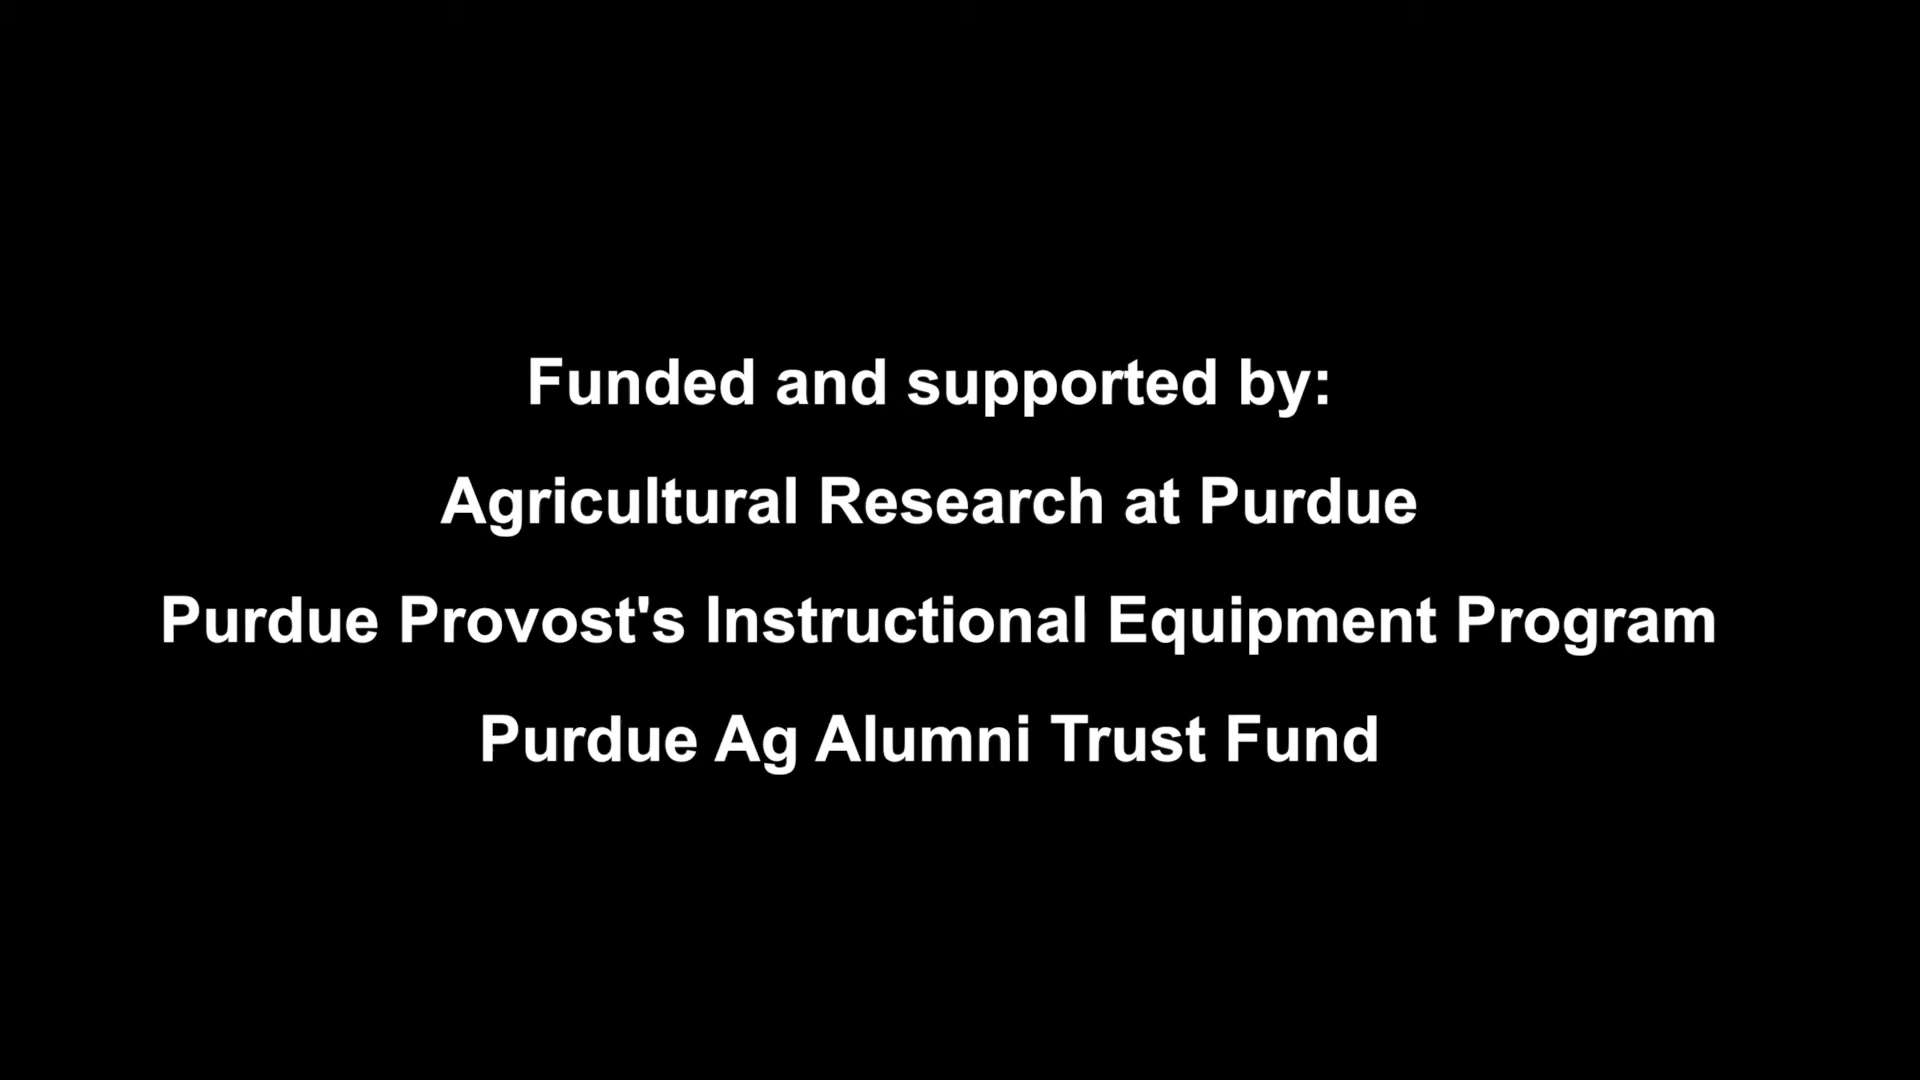 Funded and supported by:
Agricultural Research at Purdue
Purdue Provost's Instructional Equipment Program
Purdue Ag Alumni Trust Fund